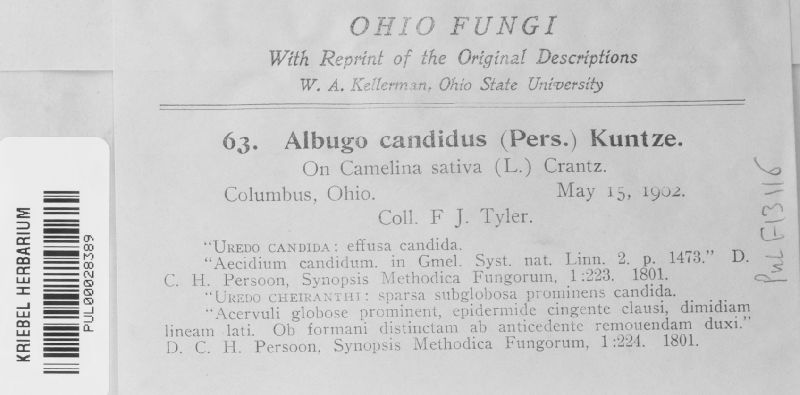 OHIO FUNGI
With Reprint of the Original Descriptions
W. A. Kellerman, Ohio State University
63. Albugo candidus (Pers.) Kuntze.
On Camelina sativa (L.) Crantz.
Columbus, Ohio. May 15, 1902.
Coll. F J. Tyler.
"UREDO CANDIDA: effusa candida.
"Aecidium candidum. in Gmel. Syst. nat. Linn. 2. p. 1473." D.
C. H. Persoon, Synopsis Methodica Fungorum, 1:223. 1801.
"UREDO CHEIRANTHI: sparsa subglobosa prominens candida.
"Acervuli globose prominent, epidermide cingente clausi, dimidiam
lineam lati. Ob formani distinctam ab anticedente remouendam duxi."
D. C. H. Persoon, Synopsis Methodica Fungorum, 1:224. 1801.
KRIEBEL HERBARIUM
PUL00028389
PUL F13116